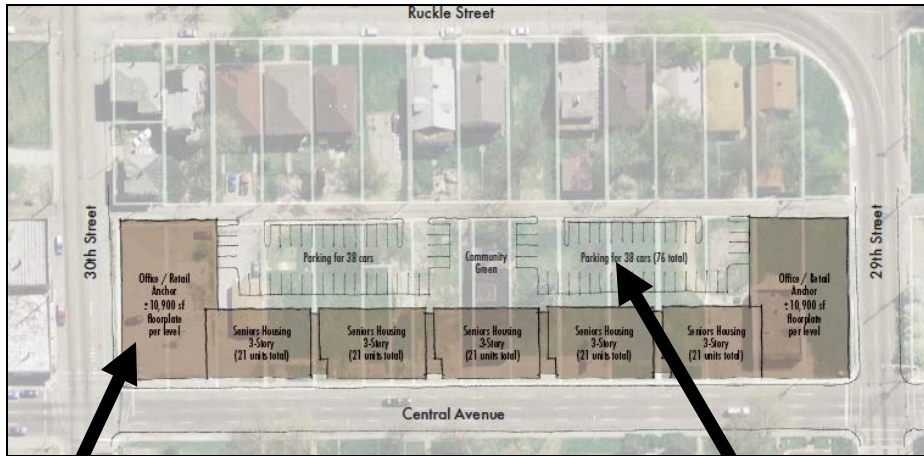 Ruckle Street
30th Street
29th Street
Office / Retail
Anchor
± 10,900 sf
floorplate
per level
Parking for 38 cars
Community
Green
Parking for 38 cars (76 total)
Office / Retail
Anchor
± 10,900 sf
floorplate
per level
Seniors Housing
3-Story
(21 units total)
Seniors Housing
3-Story
(21 units total)
Seniors Housing
3-Story
(21 units total)
Seniors Housing
3-Story
(21 units total)
Seniors Housing
3-Story
(21 units total)
Central Avenue